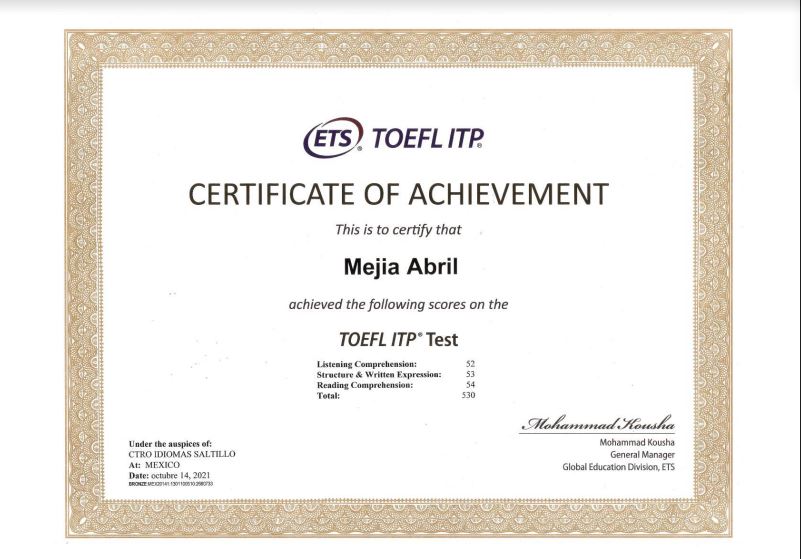 ETS® TOEFL ITP®
CERTIFICATE OF ACHIEVEMENT
This is to certify that
Mejia Abril
achieved the following scores on the
TOEFL ITP® Test
Listening Comprehension: 52
Structure & Written Expression: 53
Reading Comprehension: 54
Total: 530
Mohammad Kousha
Mohammad Kousha
General Manager
Global Education Division, ETS
Under the auspices of:
CTRO IDIOMAS SALTILLO
At: MEXICO
Date: octubre 14, 2021